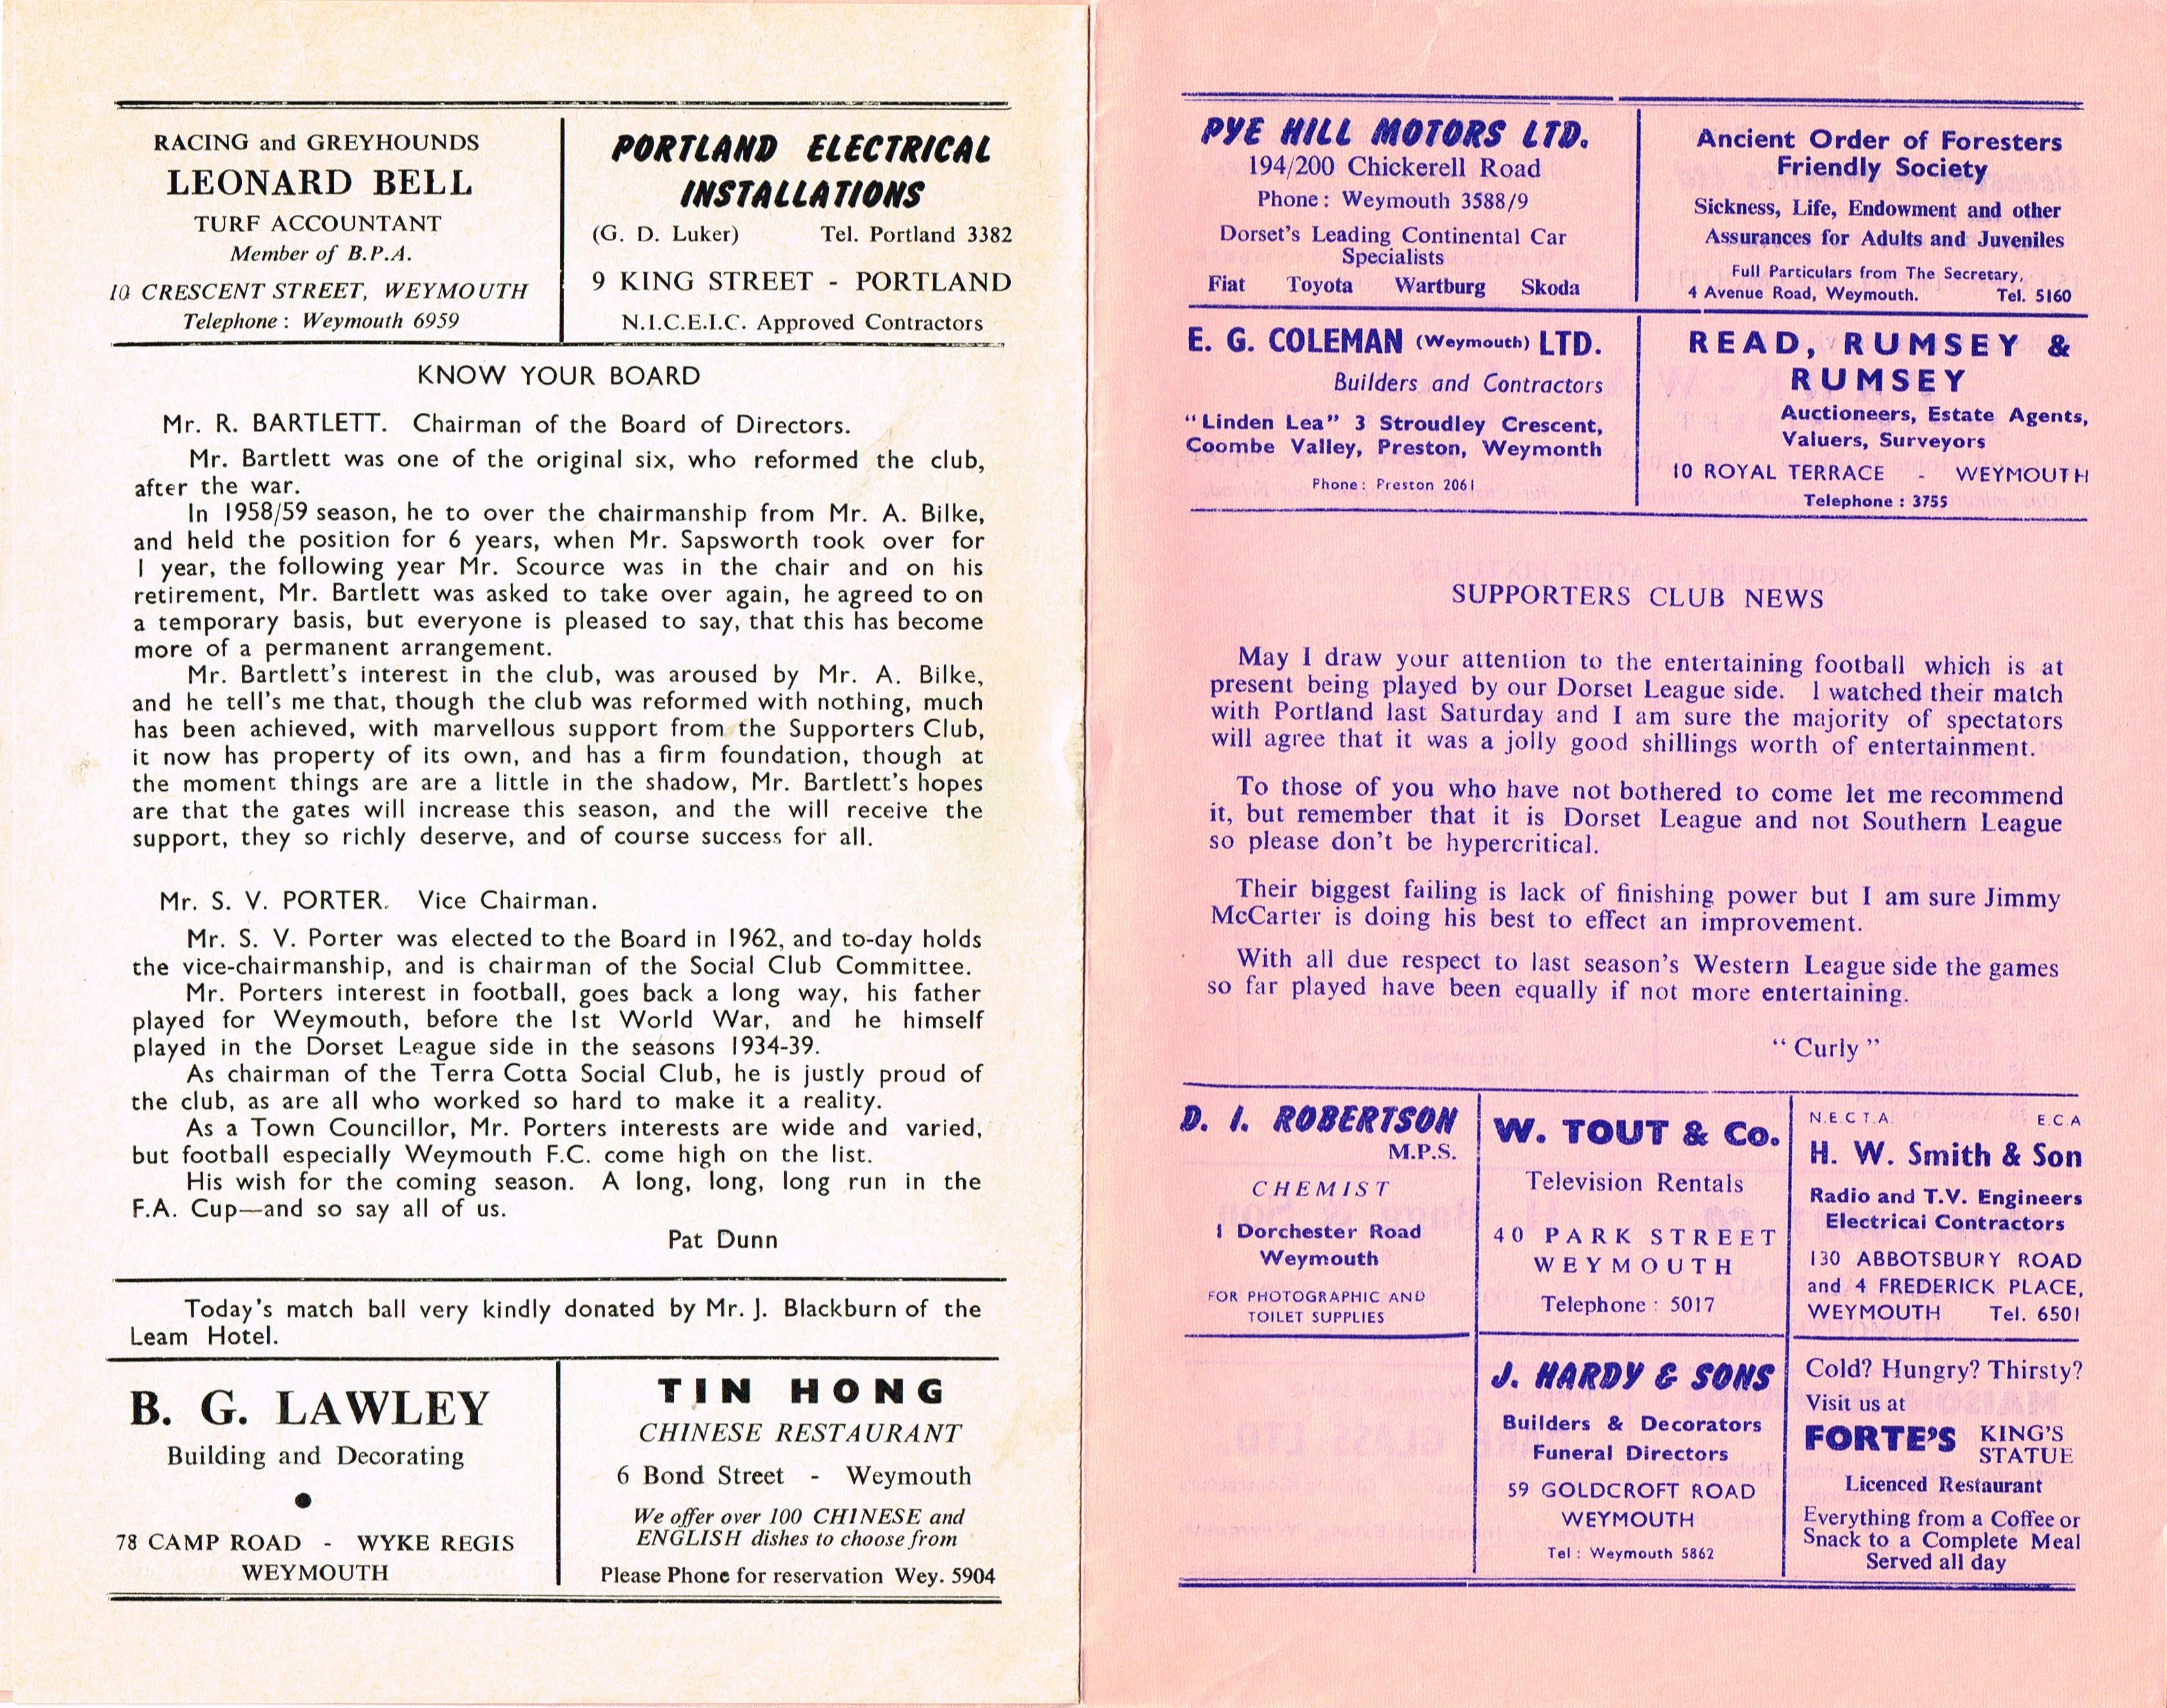 RACING and GREYHOUNDS
LEONARD BELL
TURF ACCOUNTANT
Member of B.P.A.
10 CRESCENT STREET, WEYMOUTH
Telephone : Weymouth 6959
PORTLAND ELECTRICAL
INSTALLATIONS
(G. D. Luker) Tel. Portland 3382
9 KING STREET - PORTLAND
N.I.C.E.I.C. Approved Contractors
KNOW YOUR BOARD
Mr. R. BARTLETT. Chairman of the Board of Directors.
Mr. Bartlett was one of the original six, who reformed the club,
after the war.
In 1958/59 season, he to over the chairmanship from Mr. A. Bilke,
and held the position for 6 years, when Mr. Sapsworth took over for
1 year, the following year Mr. Scource was in the chair and on his
retirement, Mr. Bartlett was asked to take over again, he agreed to on
a temporary basis, but everyone is pleased to say, that this has become
more of a permanent arrangement.
Mr. Bartlett's interest in the club, was aroused by Mr. A. Bilke,
and he tell's me that, though the club was reformed with nothing, much
has been achieved, with marvellous support from the Supporters Club,
it now has property of its own, and has a firm foundation, though at
the moment things are are a little in the shadow, Mr. Bartlett's hopes
are that the gates will increase this season, and the will receive the
support, they so richly deserve, and of course success for all.
Mr. S. V. PORTER. Vice Chairman.
Mr. S. V. Porter was elected to the Board in 1962, and to-day holds
the vice-chairmanship, and is chairman of the Social Club Committee.
Mr. Porters interest in football, goes back a long way, his father
played for Weymouth, before the 1st World War, and he himself
played in the Dorset League side in the seasons 1934-39.
As chairman of the Terra Cotta Social Club, he is justly proud of
the club, as are all who worked so hard to make it a reality.
As a Town Councillor, Mr. Porters interests are wide and varied,
but football especially Weymouth F.C. come high on the list.
His wish for the coming season. A long, long, long run in the
F.A. Cup—and so say all of us.
Pat Dunn
Today's match ball very kindly donated by Mr. J. Blackburn of the
Leam Hotel.
B. G. LAWLEY
Building and Decorating
78 CAMP ROAD - WYKE REGIS
WEYMOUTH
TIN HONG
CHINESE RESTAURANT
6 Bond Street - Weymouth
We offer over 100 CHINESE and
ENGLISH dishes to choose from
Please Phone for reservation Wey. 5904
PYE HILL MOTORS LTD.
194/200 Chickerell Road
Phone : Weymouth 3588/9
Dorset's Leading Continental Car
Specialists
Fiat Toyota Wartburg Skoda
Ancient Order of Foresters
Friendly Society
Sickness, Life, Endowment and other
Assurances for Adults and Juveniles
Full Particulars from The Secretary,
4 Avenue Road, Weymouth. Tel. 5160
E. G. COLEMAN (Weymouth) LTD.
Builders and Contractors
"Linden Lea" 3 Stroudley Crescent,
Coombe Valley, Preston, Weymonth
Phone: Preston 2061
READ, RUMSEY &
RUMSEY
Auctioneers, Estate Agents,
Valuers, Surveyors
10 ROYAL TERRACE - WEYMOUTH
Telephone : 3755
SUPPORTERS CLUB NEWS
May I draw your attention to the entertaining football which is at
present being played by our Dorset League side. I watched their match
with Portland last Saturday and I am sure the majority of spectators
will agree that it was a jolly good shillings worth of entertainment.
To those of you who have not bothered to come let me recommend
it, but remember that it is Dorset League and not Southern League
so please don't be hypercritical.
Their biggest failing is lack of finishing power but I am sure Jimmy
McCarter is doing his best to effect an improvement.
With all due respect to last season's Western League side the games
so far played have been equally if not more entertaining.
"Curly"
D. I. ROBERTSON
M.P.S.
CHEMIST
1 Dorchester Road
Weymouth
FOR PHOTOGRAPHIC AND
TOILET SUPPLIES
W. TOUT & Co.
Television Rentals
40 PARK STREET
WEYMOUTH
Telephone : 5017
N.E.C.T.A. E.C.A
H. W. Smith & Son
Radio and T.V. Engineers
Electrical Contractors
130 ABBOTSBURY ROAD
and 4 FREDERICK PLACE,
WEYMOUTH Tel. 6501
J. HARDY & SONS
Builders & Decorators
Funeral Directors
59 GOLDCROFT ROAD
WEYMOUTH
Tel : Weymouth 5862
Cold? Hungry? Thirsty?
Visit us at
FORTE'S KING'S
STATUE
Licenced Restaurant
Everything from a Coffee or
Snack to a Complete Meal
Served all day